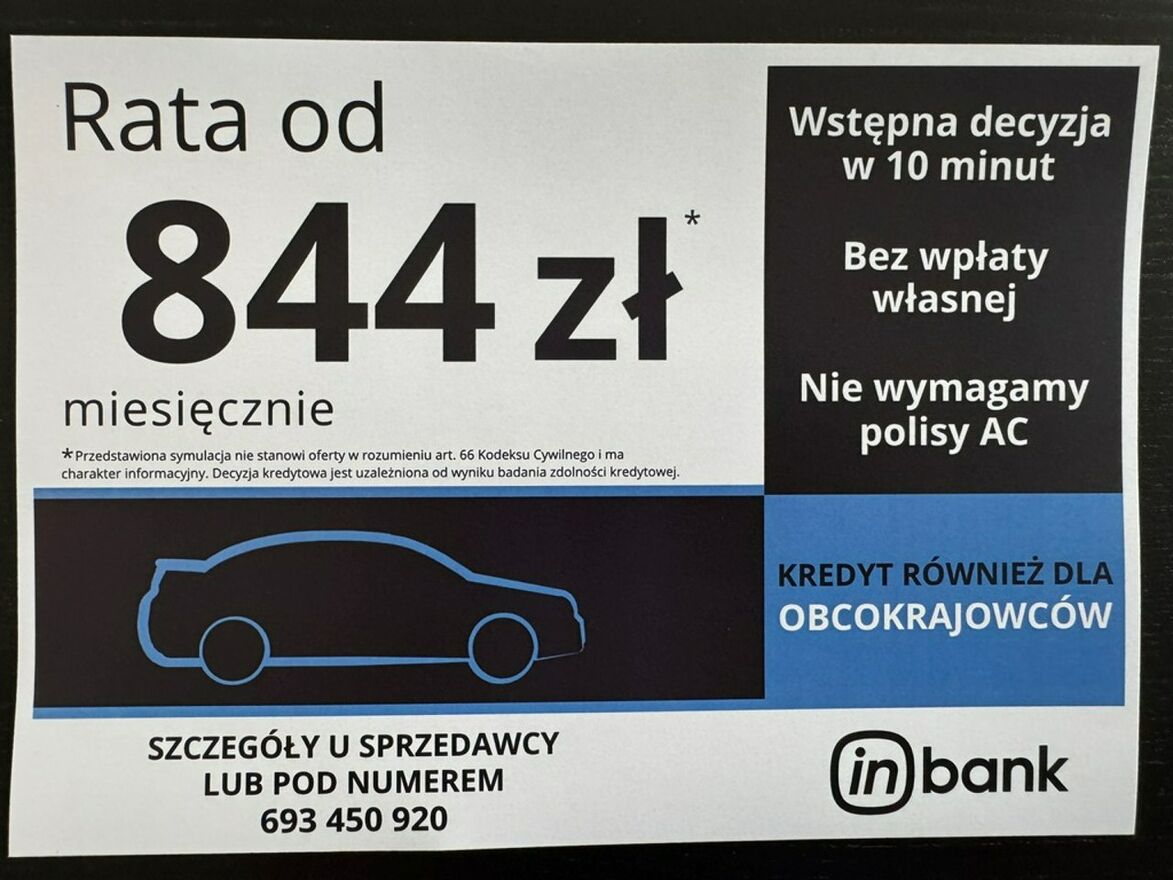 Rata od
844 zł*
miesięcznie
*Przedstawiona symulacja nie stanowi oferty w rozumieniu art. 66 Kodeksu Cywilnego i ma
charakter informacyjny. Decyzja kredytowa jest uzależniona od wyniku badania zdolności kredytowej.
Wstępna decyzja
w 10 minut
Bez wpłaty
własnej
Nie wymagamy
polisy AC
KREDYT RÓWNIEŻ DLA
OBCOKRAJOWCÓW
SZCZEGÓŁY U SPRZEDAWCY
LUB POD NUMEREM
693 450 920
inbank